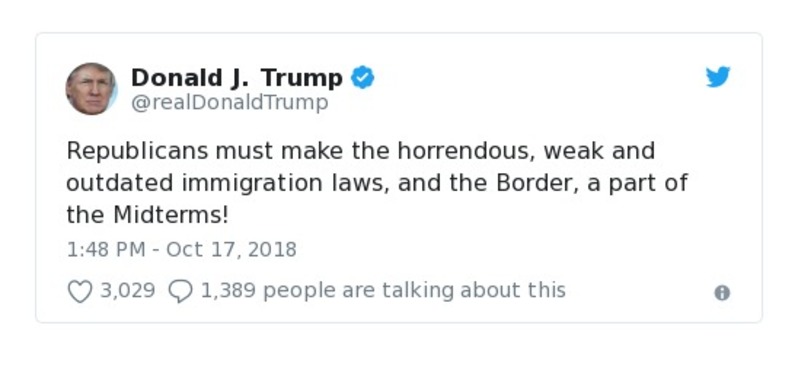 Donald J. Trump
@realDonaldTrump
Republicans must make the horrendous, weak and
outdated immigration laws, and the Border, a part of
the Midterms!
1:48 PM - Oct 17, 2018
3,029 1,389 people are talking about this